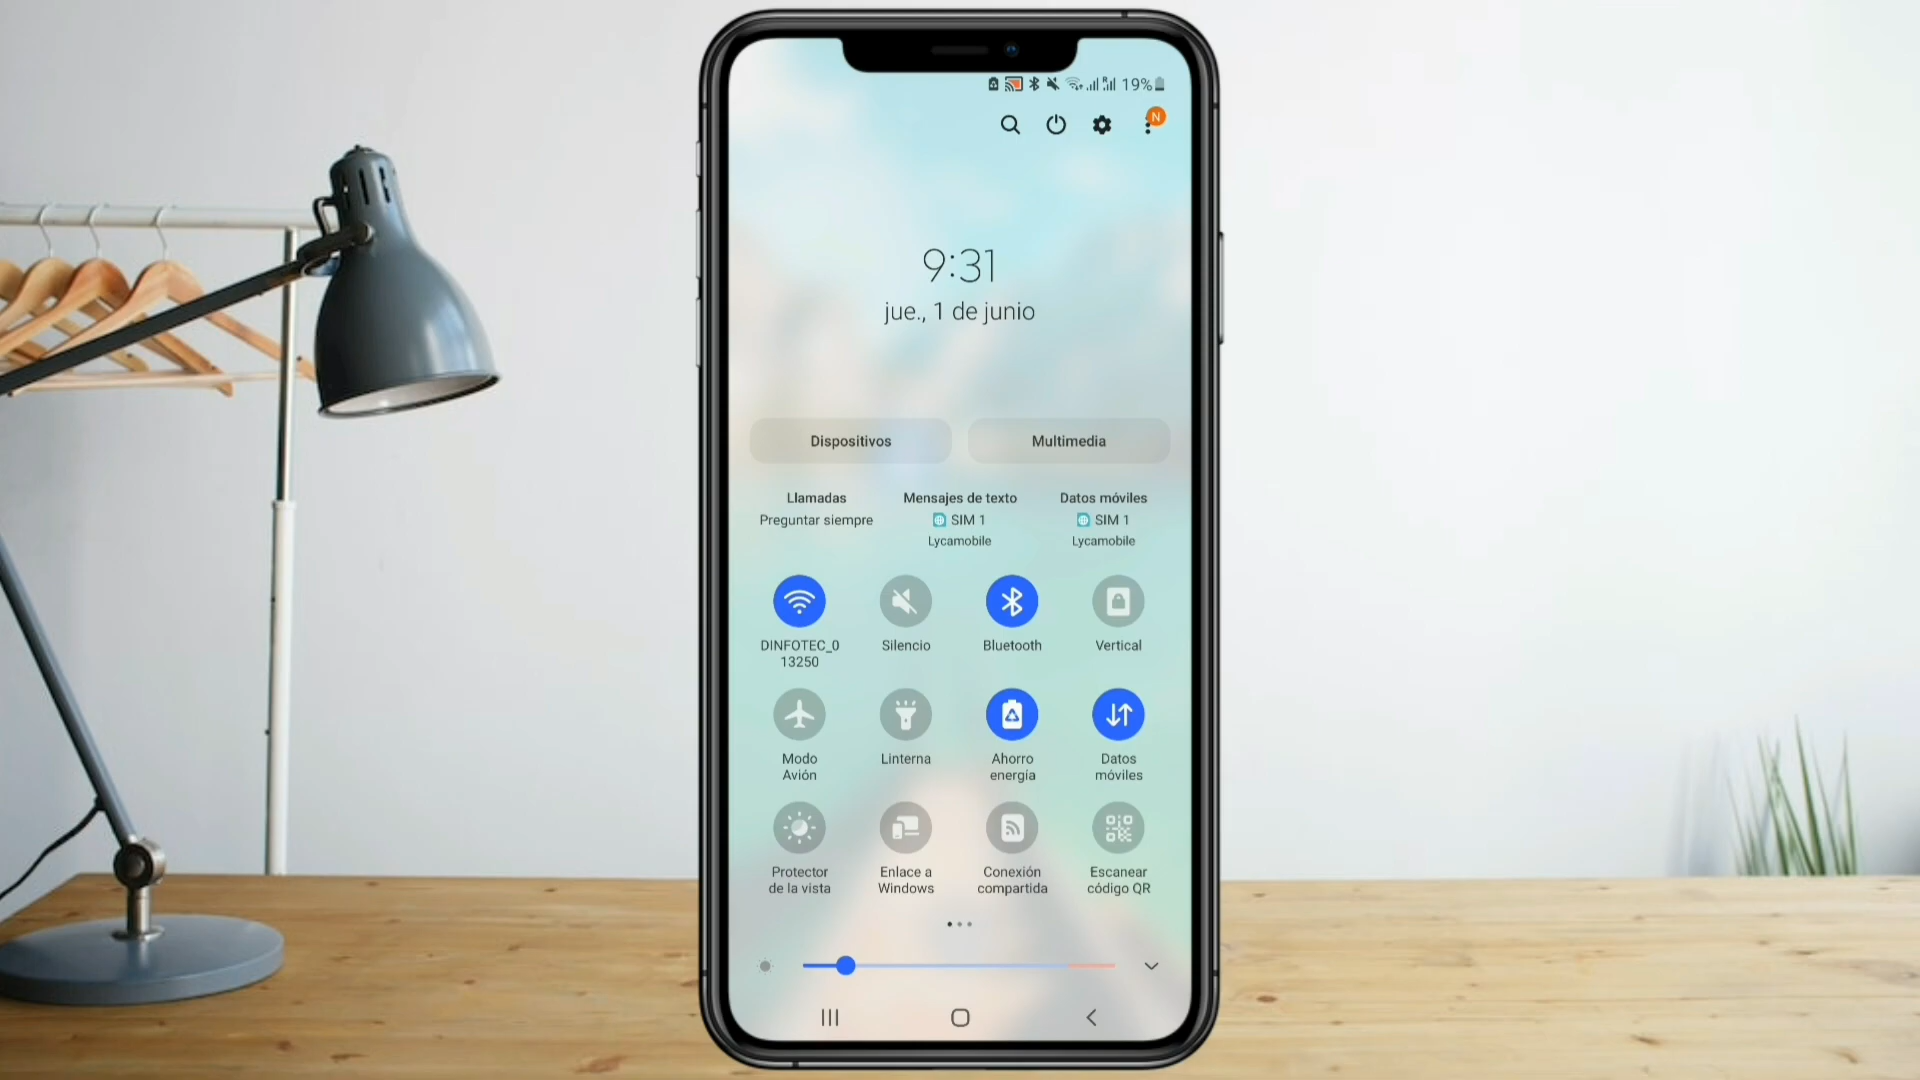 19%
N
9:31
jue., 1 de junio
Dispositivos
Multimedia
Llamadas
Preguntar siempre
Mensajes de texto
SIM 1
Lycamobile
Datos móviles
SIM 1
Lycamobile
DINFOTEC_0
13250
Silencio
Bluetooth
Vertical
Modo
Avión
Linterna
Ahorro
energía
Datos
móviles
Protector
de la vista
Enlace a
Windows
Conexión
compartida
Escanear
código QR